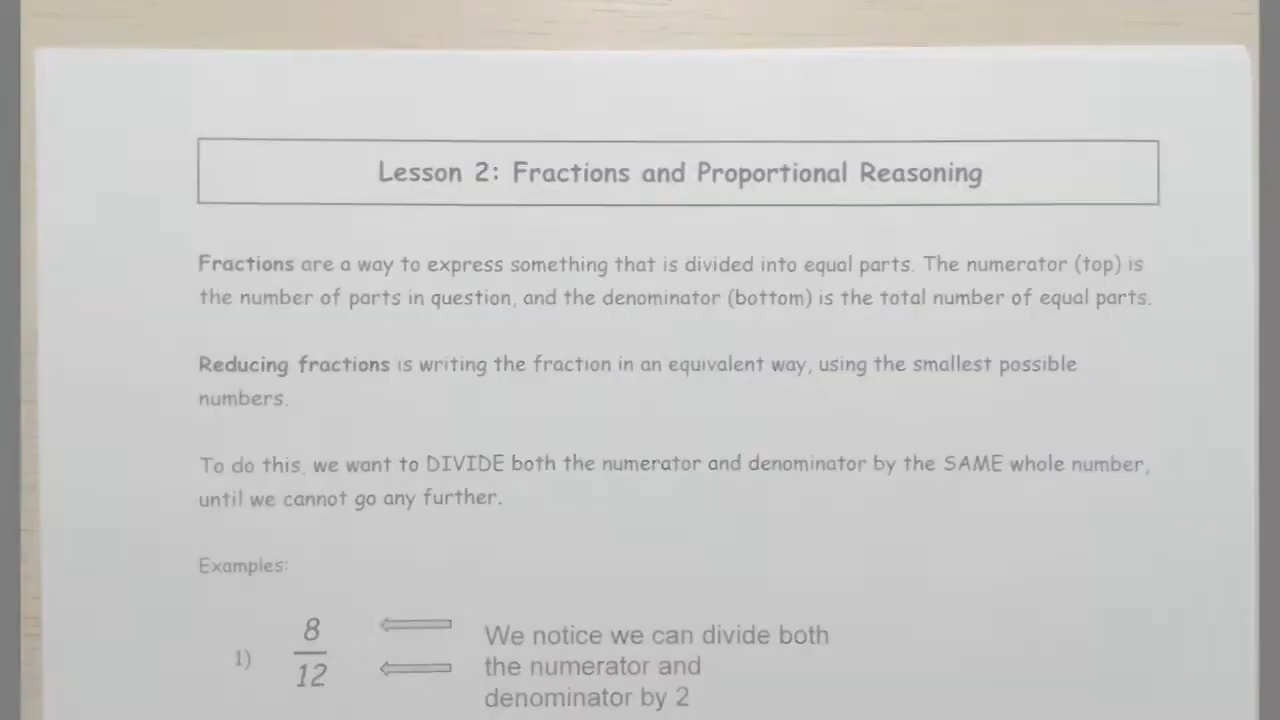 Lesson 2: Fractions and Proportional Reasoning
Fractions are a way to express something that is divided into equal parts. The numerator (top) is
the number of parts in question, and the denominator (bottom) is the total number of equal parts.
Reducing fractions is writing the fraction in an equivalent way, using the smallest possible
numbers.
To do this, we want to DIVIDE both the numerator and denominator by the SAME whole number,
until we cannot go any further.
Examples:
1) 8/12
We notice we can divide both
the numerator and
denominator by 2